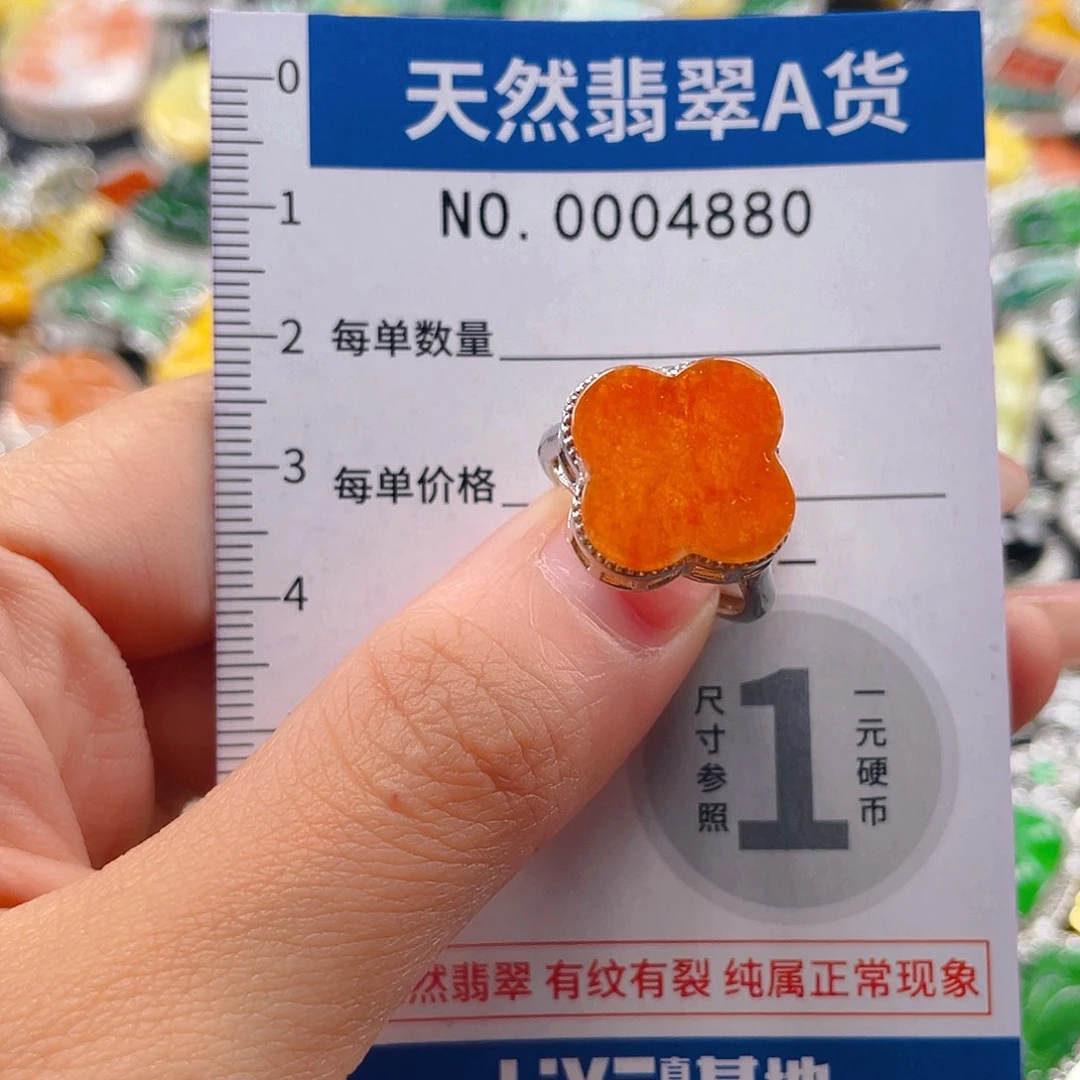 天然翡翠A货
NO. 0004880
0
1
2
3
4
每单数量
每单价格
尺寸参照
1
一元硬币
然翡翠 有纹有裂 纯属正常现象
基地